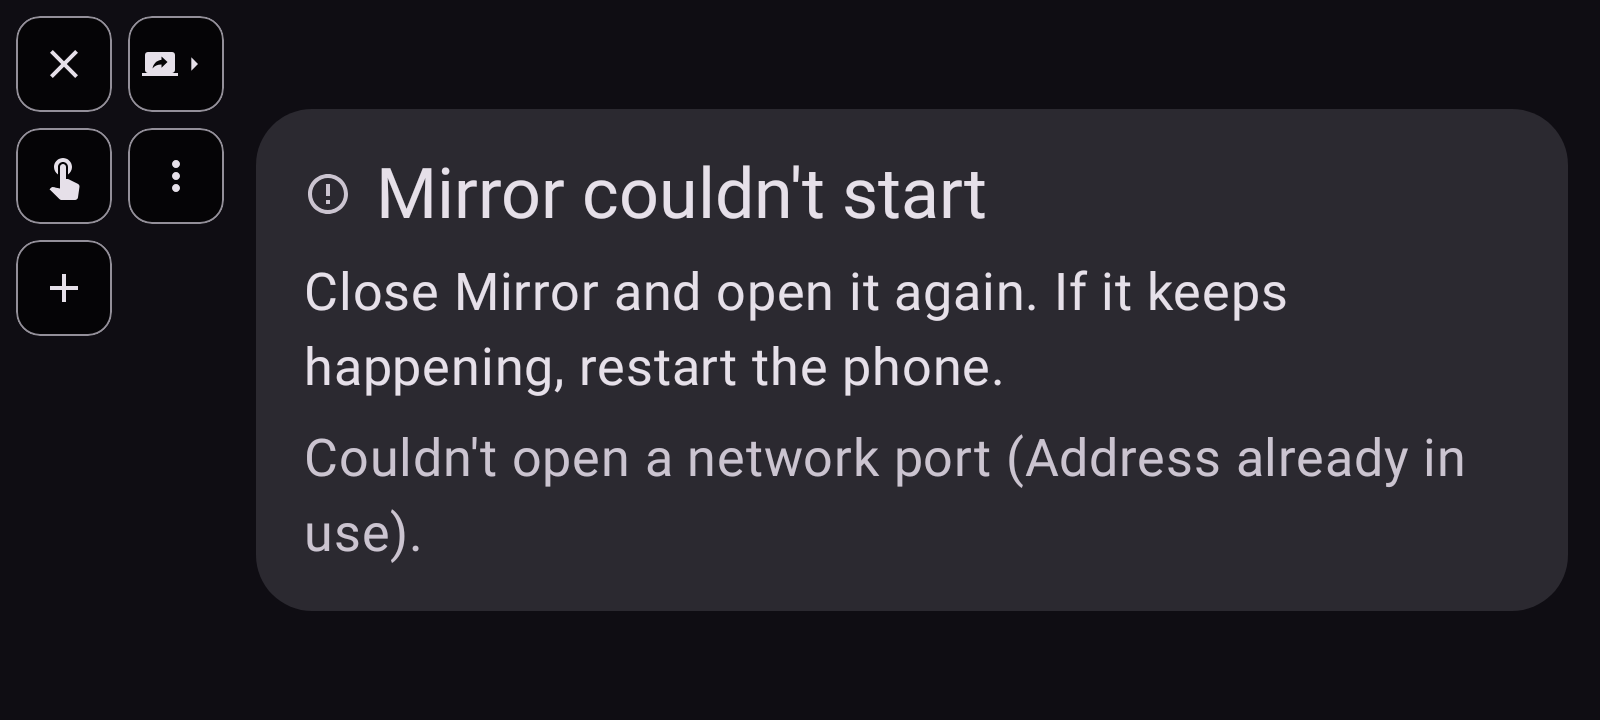 Mirror couldn't start
Close Mirror and open it again. If it keeps
happening, restart the phone.
Couldn't open a network port (Address already in
use).